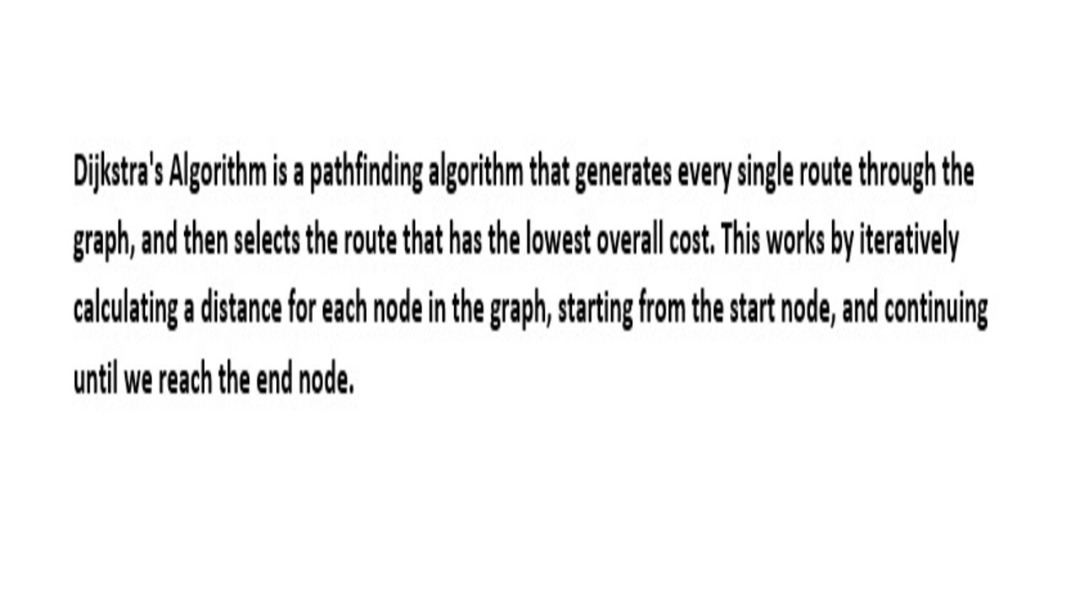 Dijkstra's Algorithm is a pathfinding algorithm that generates every single route through the
graph, and then selects the route that has the lowest overall cost. This works by iteratively
calculating a distance for each node in the graph, starting from the start node, and continuing
until we reach the end node.